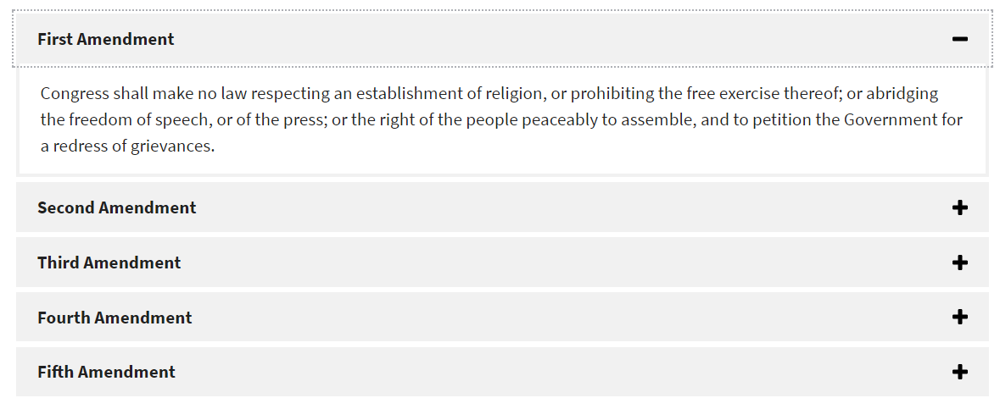 First Amendment
Congress shall make no law respecting an establishment of religion, or prohibiting the free exercise thereof; or abridging
the freedom of speech, or of the press; or the right of the people peaceably to assemble, and to petition the Government for
a redress of grievances.
Second Amendment
Third Amendment
Fourth Amendment
Fifth Amendment